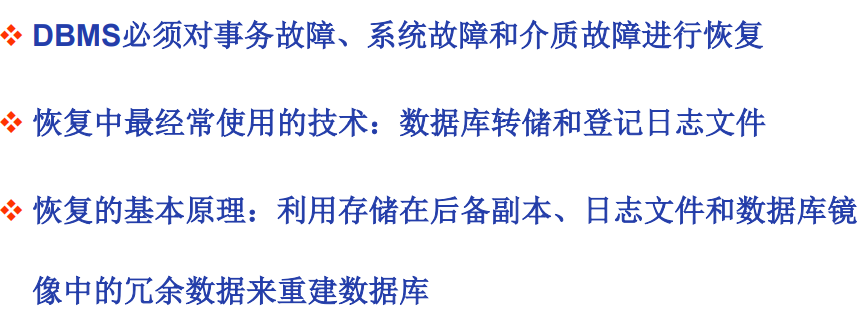 ❖ DBMS必须对事务故障、系统故障和介质故障进行恢复
❖ 恢复中最经常使用的技术：数据库转储和登记日志文件
❖ 恢复的基本原理：利用存储在后备副本、日志文件和数据库镜
像中的冗余数据来重建数据库